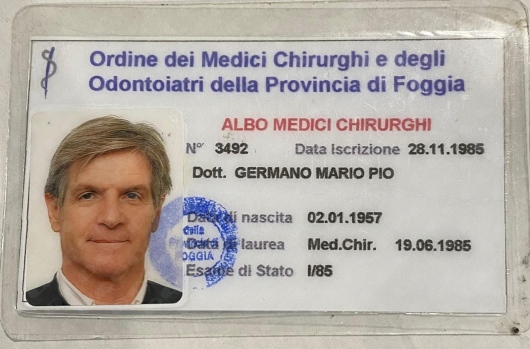 Ordine dei Medici Chirurghi e degli
Odontoiatri della Provincia di Foggia
ALBO MEDICI CHIRURGHI
N° 3492 Data Iscrizione 28.11.1985
Dott. GERMANO MARIO PIO
Data di nascita 02.01.1957
Data di laurea Med.Chir. 19.06.1985
Esame di Stato I/85
della
FOGGIA